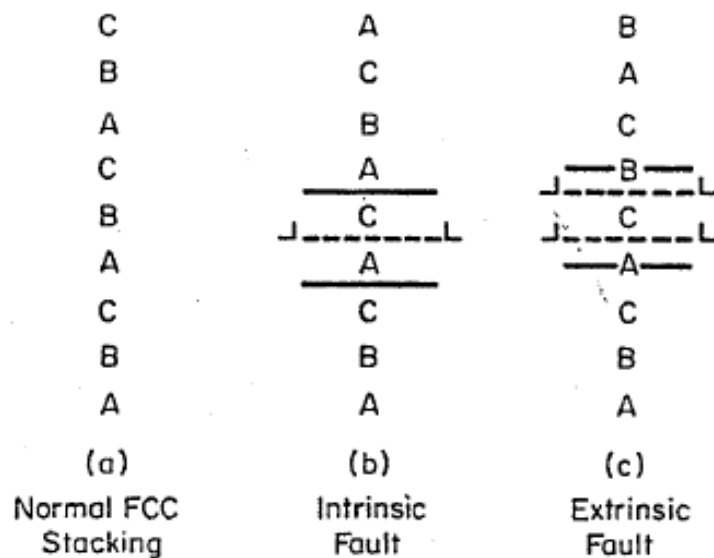 C A B
B C A
A B C
C A B
B C C
A A A
C C C
B B B
A A A
(a) (b) (c)
Normal FCC Intrinsic Extrinsic
Stacking Fault Fault